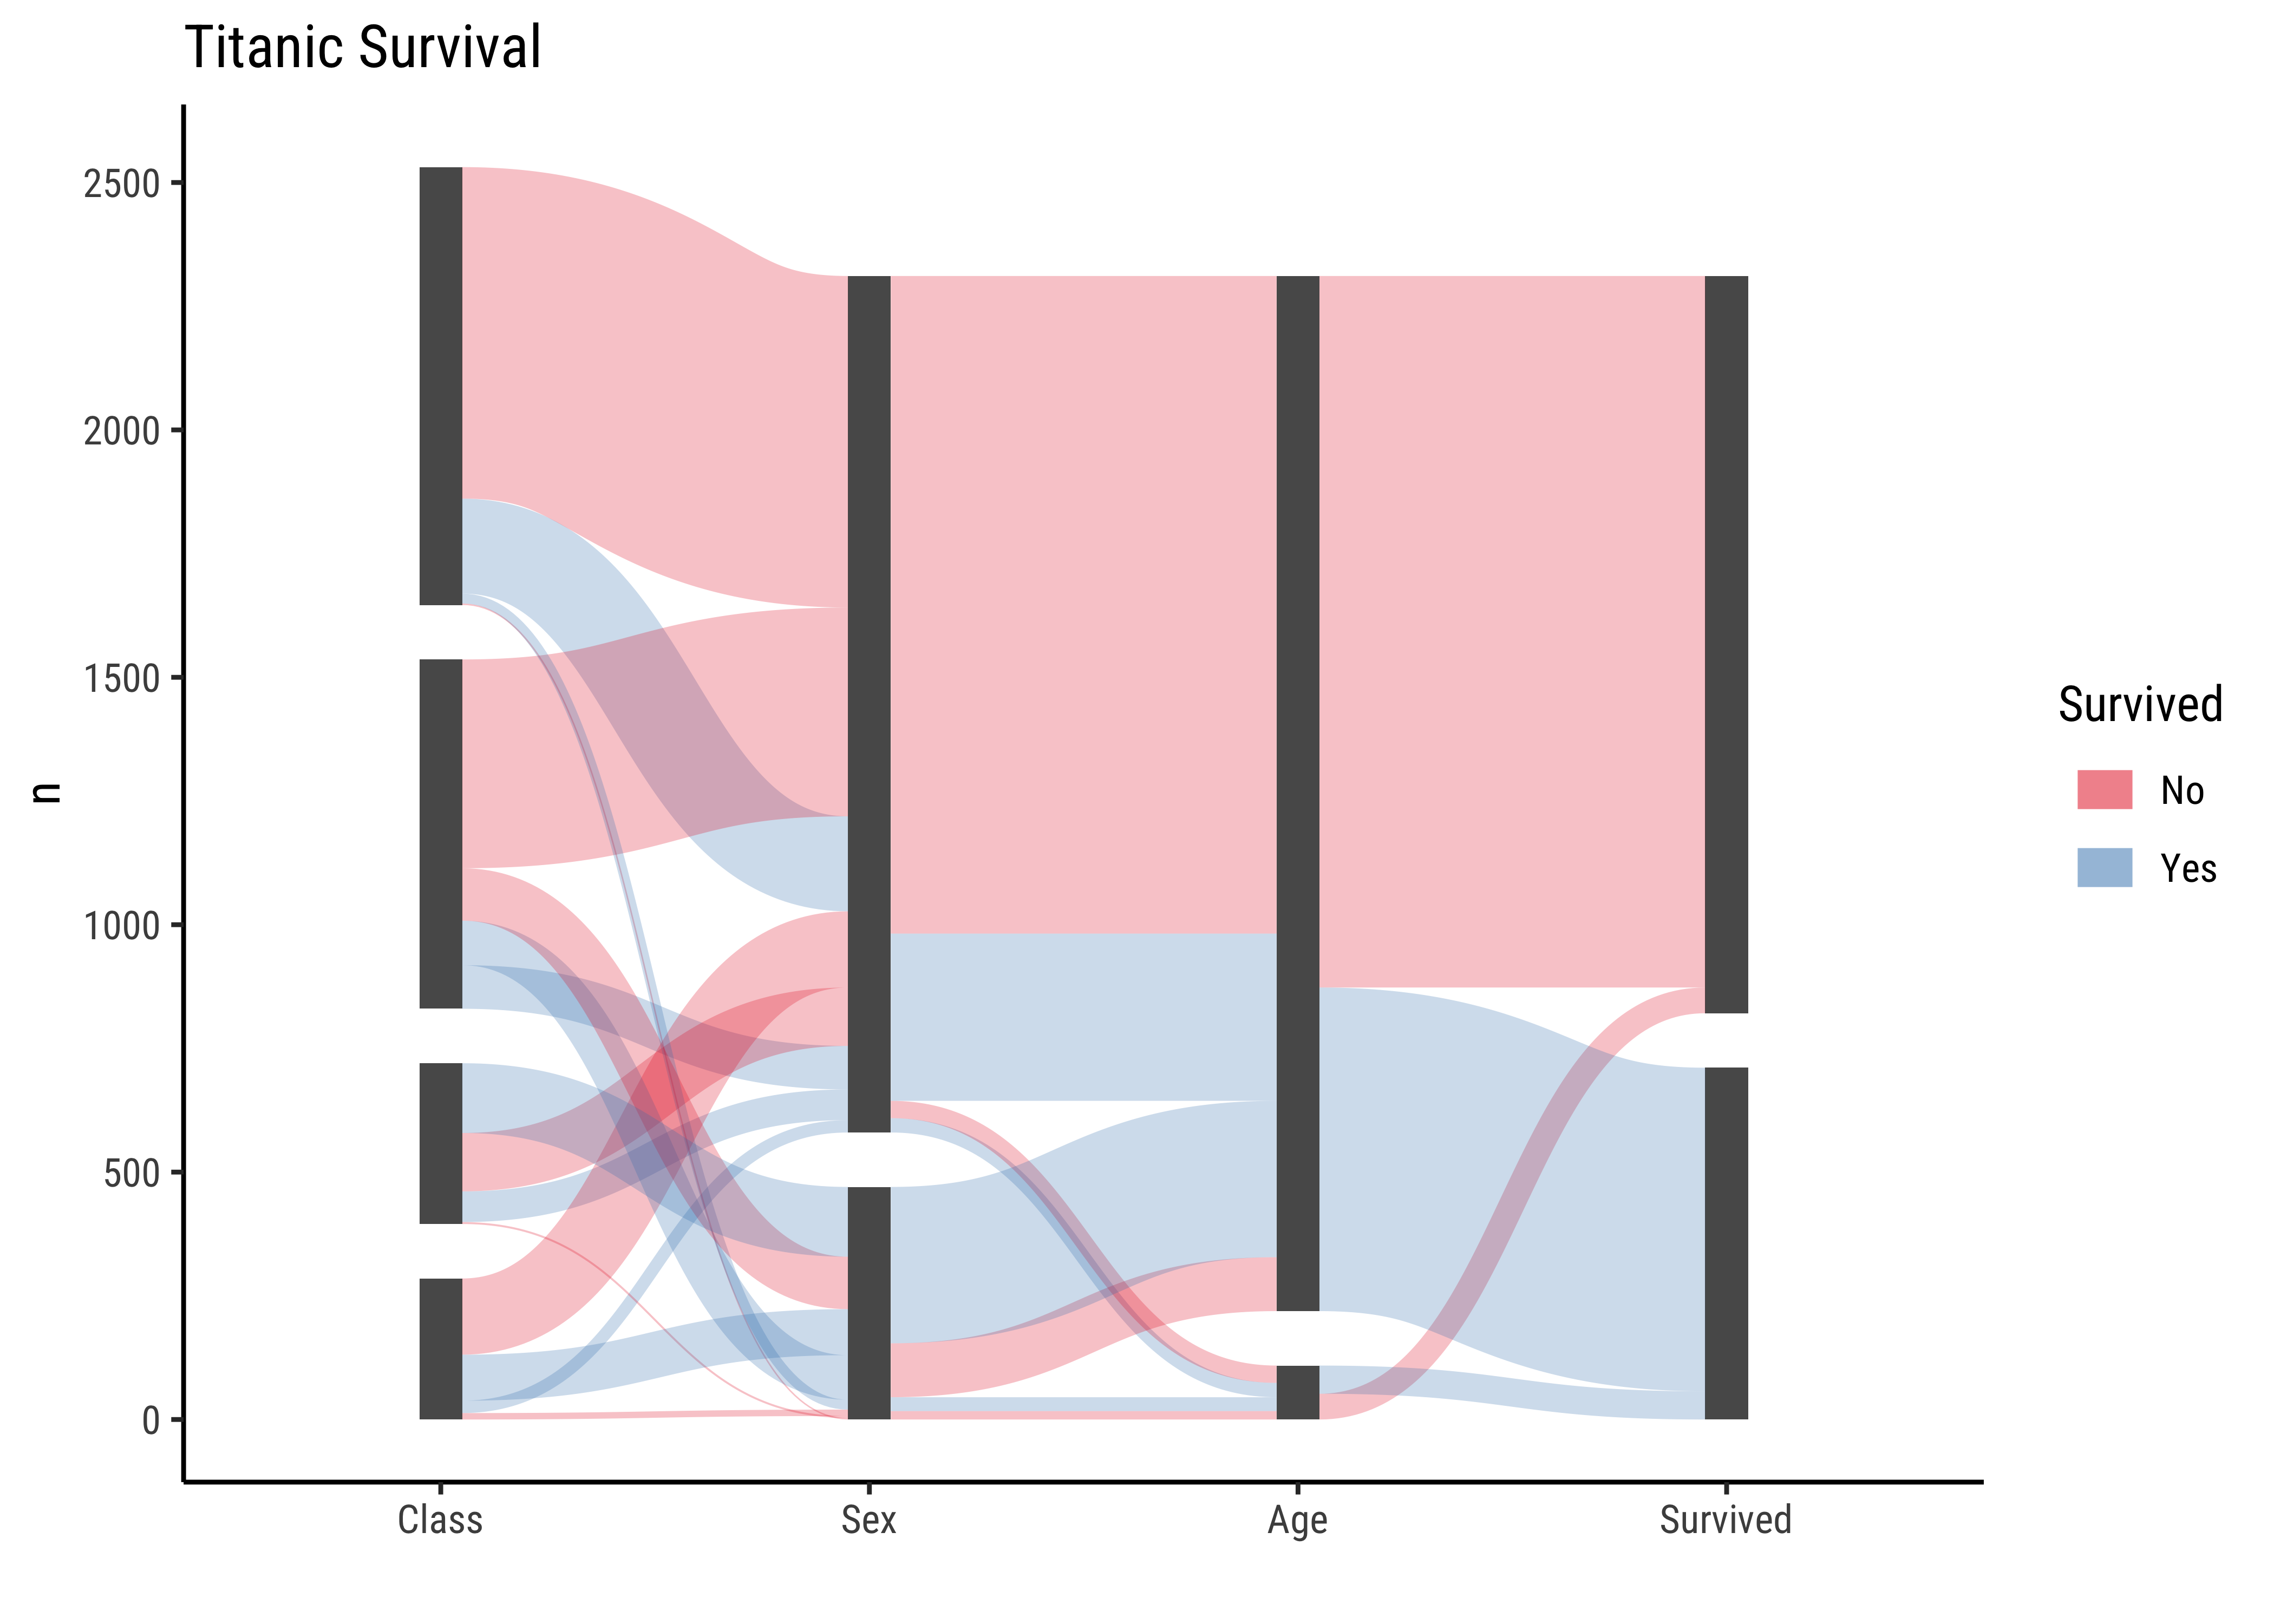 Titanic Survival
2500
2000
1500
1000
500
0
n
Class
Sex
Age
Survived
Survived
No
Yes